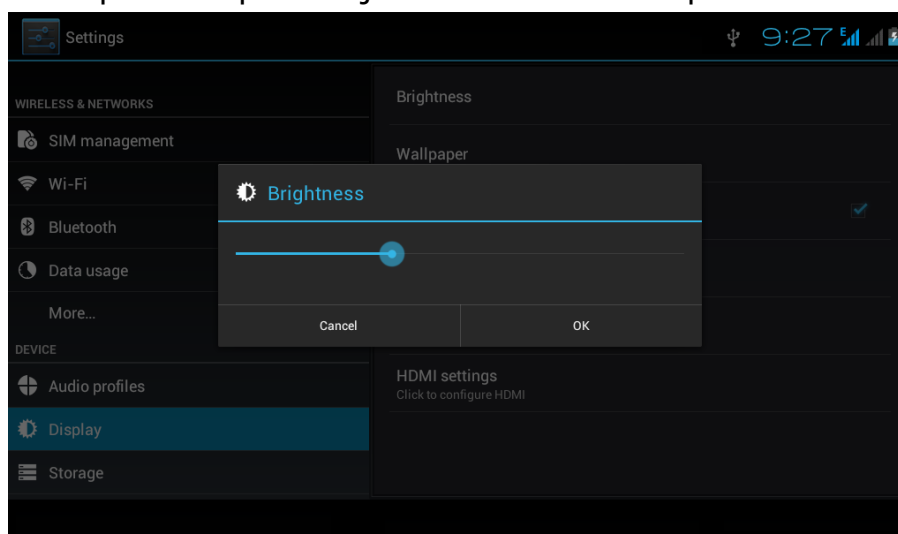 Settings
9:27
E
WIRELESS & NETWORKS
SIM management
Wi-Fi
Bluetooth
Data usage
More...
DEVICE
Audio profiles
Display
Storage
Brightness
Wallpaper
HDMI settings
Click to configure HDMI
Brightness
Cancel
OK